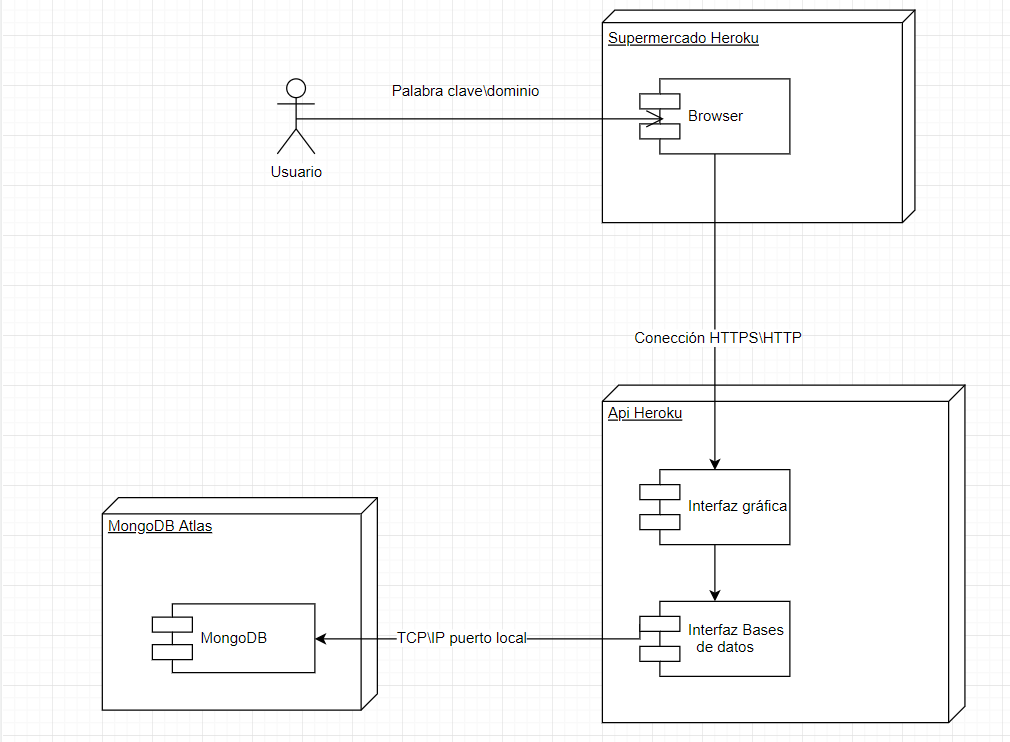 Supermercado Heroku
Palabra clave\dominio
Browser
Usuario
Conección HTTPS\HTTP
Api Heroku
Interfaz gráfica
MongoDB Atlas
MongoDB
TCP\IP puerto local
Interfaz Bases
de datos